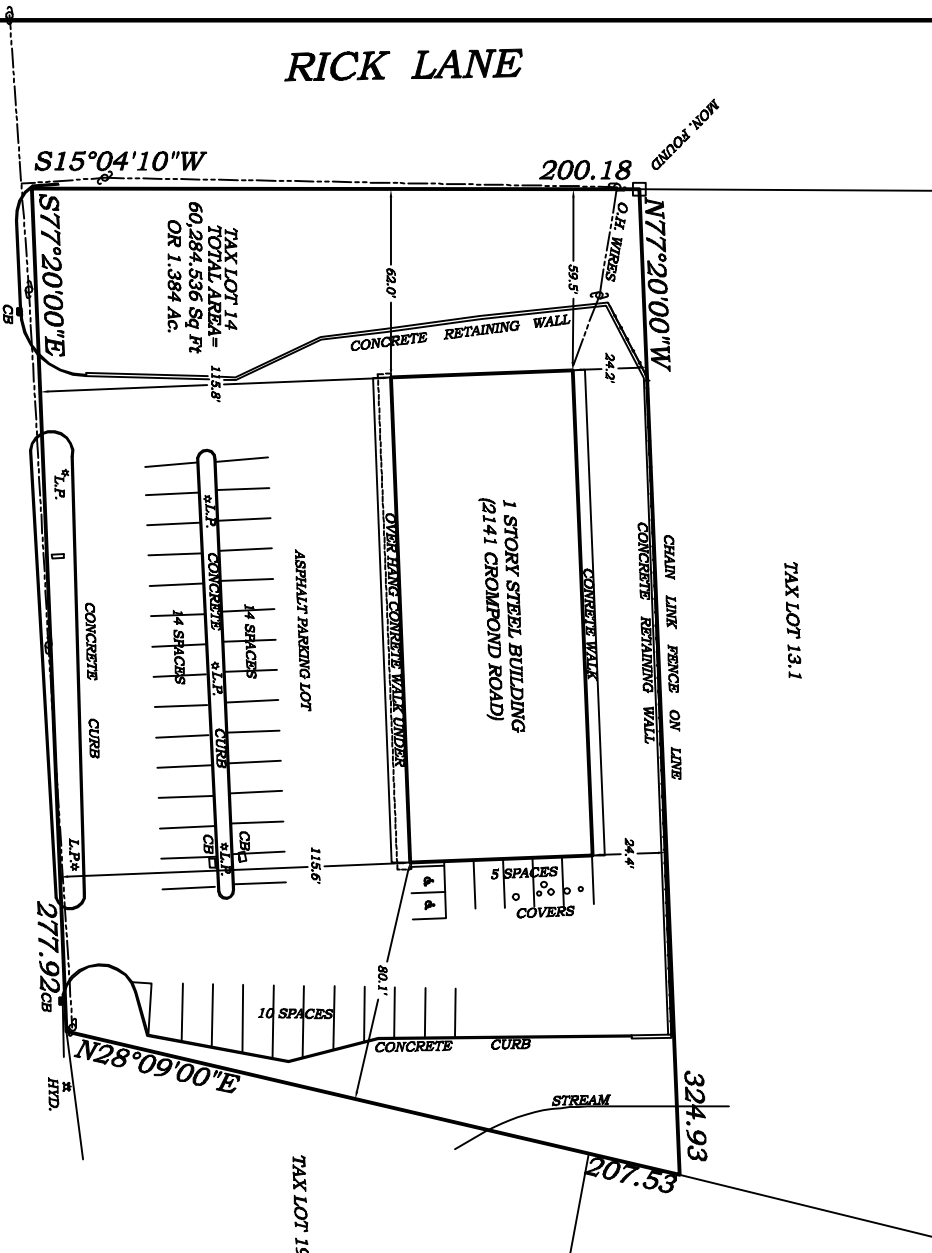 RICK LANE
MON. FOUND
S15°04'10"W
200.18
S77°20'00"E
N77°20'00"W
O.H. WIRES
TAX LOT 14
TOTAL AREA=
60,284.536 Sq Ft
OR 1.384 Ac.
62.0'
59.5'
CB
CONCRETE RETAINING WALL
115.8'
24.2'
*L.P.
*L.P.
1 STORY STEEL BUILDING
(2141 CROMPOND ROAD)
OVER HANG CONRETE WALK UNDER
CONRETE WALK
CHAIN LINK FENCE ON LINE
CONCRETE RETAINING WALL
TAX LOT 13.1
ASPHALT PARKING LOT
CONCRETE CURB
14 SPACES
14 SPACES
CONCRETE CURB
*L.P.
L.P.*
CB
CB
*L.P.
115.6'
24.4'
5 SPACES
COVERS
&
&
277.92
CB
80.1'
10 SPACES
CONCRETE CURB
N28°09'00"E
HYD.
STREAM
324.93
207.53
TAX LOT 19